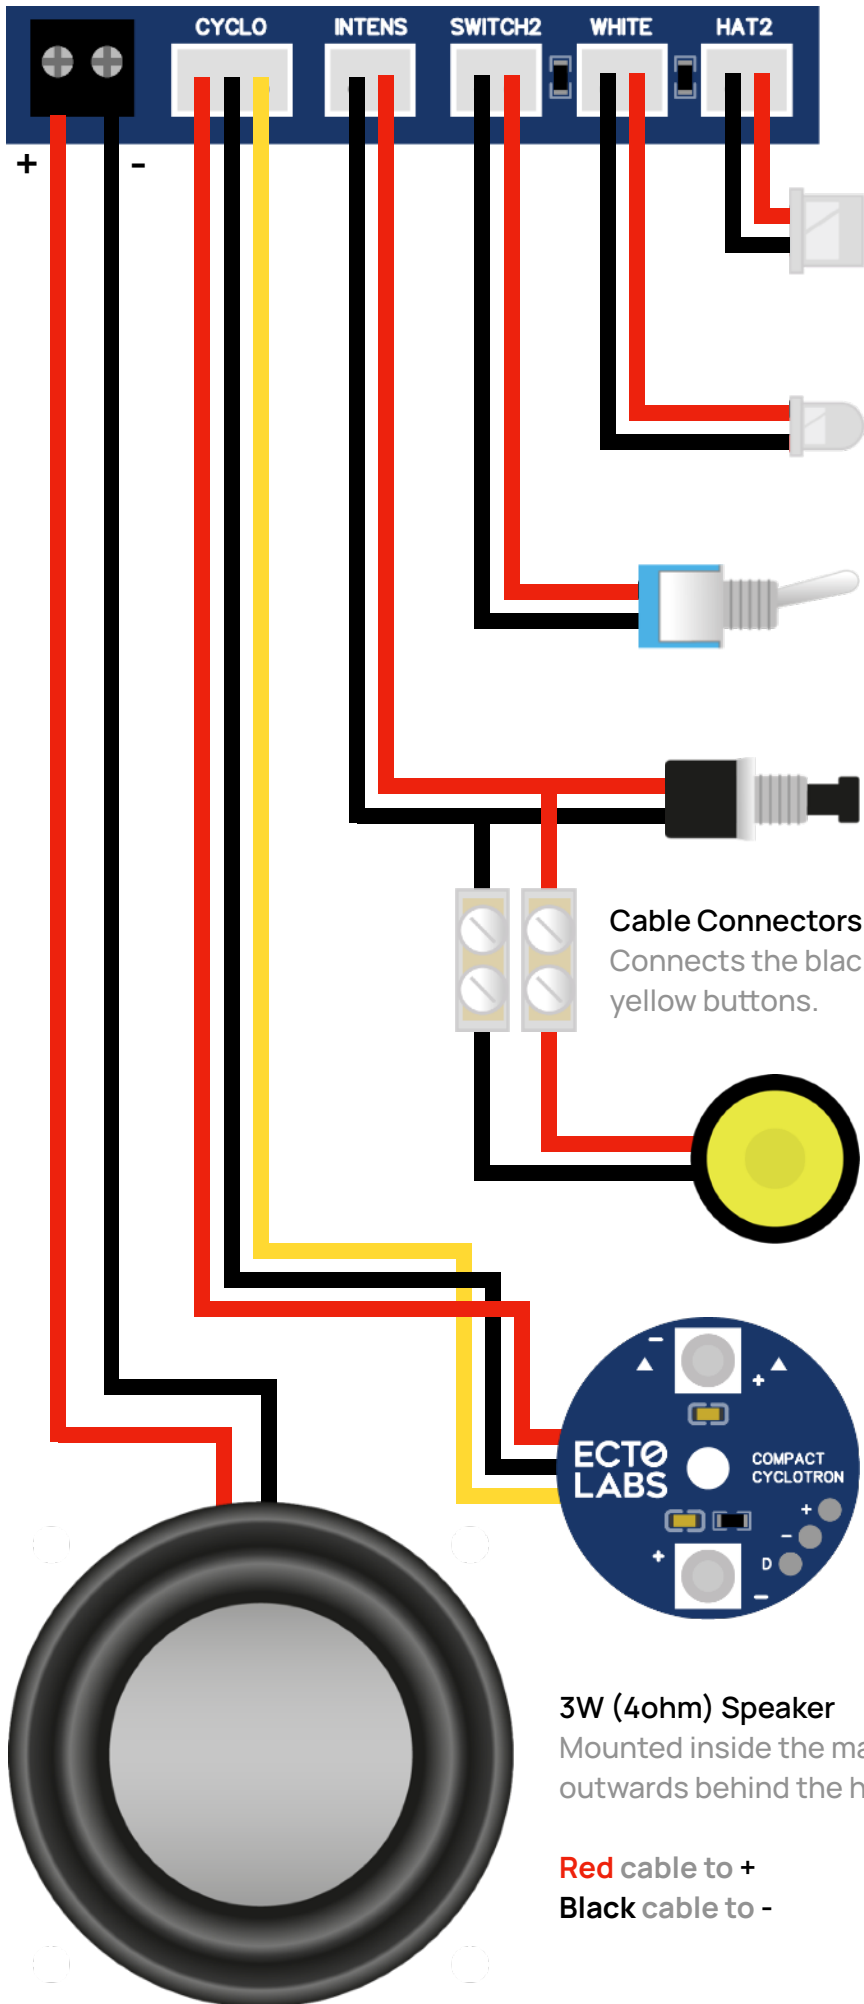 CYCLO INTENS SWITCH2 WHITE HAT2
+ -
Cable Connectors
Connects the blac
yellow buttons.
- +
ECTO
LABS
COMPACT
CYCLOTRON
+
-
D
+ -
3W (4ohm) Speaker
Mounted inside the ma
outwards behind the h
Red cable to +
Black cable to -